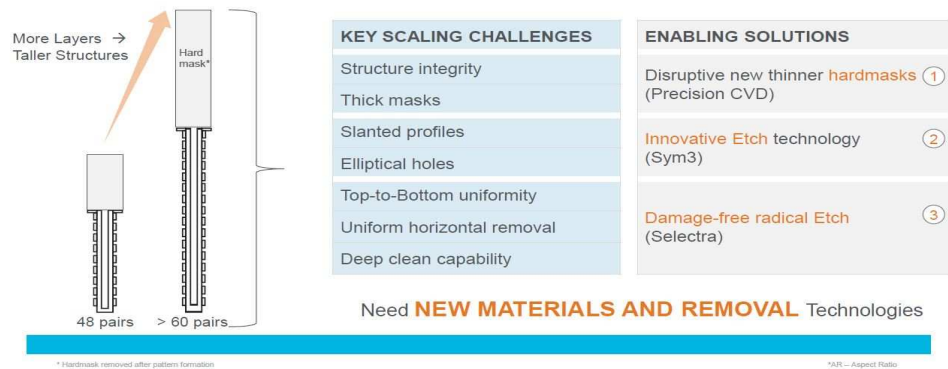 More Layers →
Taller Structures
Hard
mask*
48 pairs
> 60 pairs
KEY SCALING CHALLENGES
Structure integrity
Thick masks
Slanted profiles
Elliptical holes
Top-to-Bottom uniformity
Uniform horizontal removal
Deep clean capability
ENABLING SOLUTIONS
Disruptive new thinner hardmasks 1
(Precision CVD)
Innovative Etch technology 2
(Sym3)
Damage-free radical Etch 3
(Selectra)
Need NEW MATERIALS AND REMOVAL Technologies
* Hardmask removed after pattern formation
*AR – Aspect Ratio